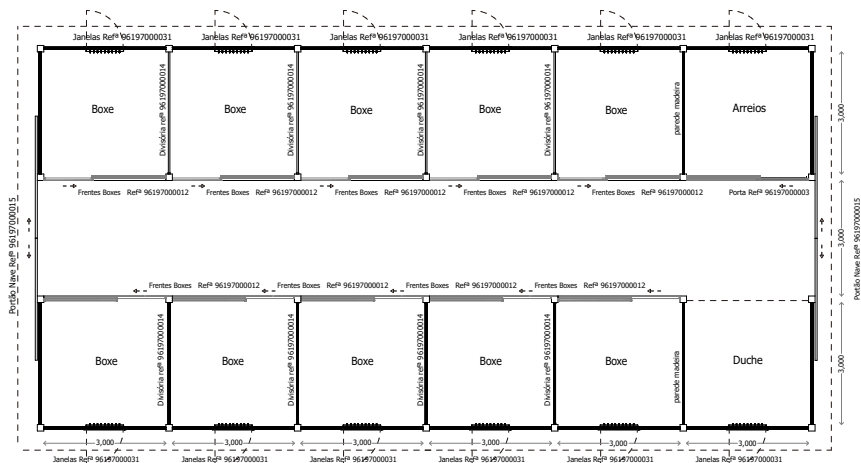 Janelas Refª 96197000031 Janelas Refª 96197000031 Janelas Refª 96197000031 Janelas Refª 96197000031 Janelas Refª 96197000031 Janelas Refª 96197000031
Boxe Boxe Boxe Boxe Boxe Arreios
Divisória refª 96197000014
Divisória refª 96197000014
Divisória refª 96197000014
Divisória refª 96197000014
parede madeira
3,000
Frentes Boxes Refª 96197000012 Frentes Boxes Refª 96197000012 Frentes Boxes Refª 96197000012 Frentes Boxes Refª 96197000012 Frentes Boxes Refª 96197000012 Porta Refª 96197000003
Portão Nave Refª 96197000015
3,000
Portão Nave Refª 96197000015
Frentes Boxes Refª 96197000012 Frentes Boxes Refª 96197000012 Frentes Boxes Refª 96197000012 Frentes Boxes Refª 96197000012
Boxe Boxe Boxe Boxe Boxe Duche
Divisória refª 96197000014
Divisória refª 96197000014
Divisória refª 96197000014
Divisória refª 96197000014
parede madeira
3,000
3,000 3,000 3,000 3,000 3,000 3,000
Janelas Refª 96197000031 Janelas Refª 96197000031 Janelas Refª 96197000031 Janelas Refª 96197000031 Janelas Refª 96197000031 Janelas Refª 96197000031